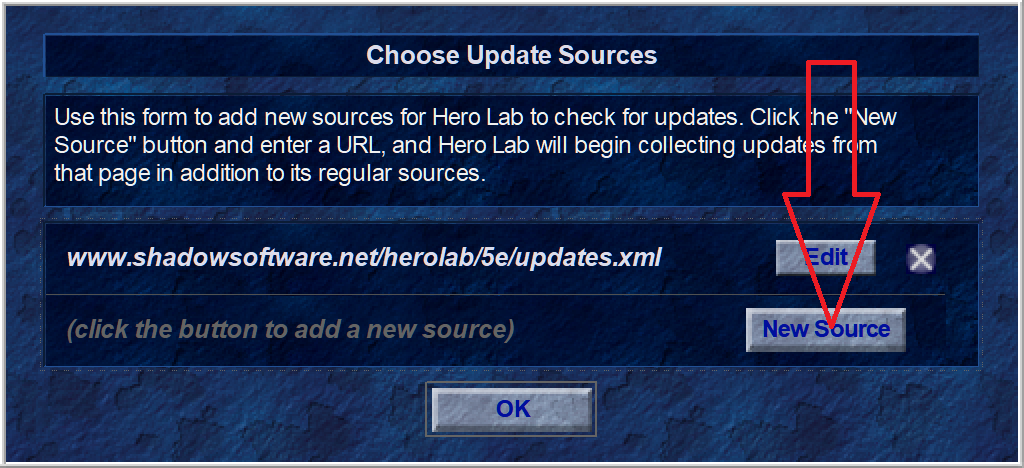 Choose Update Sources
Use this form to add new sources for Hero Lab to check for updates. Click the "New
Source" button and enter a URL, and Hero Lab will begin collecting updates from
that page in addition to its regular sources.
www.shadowsoftware.net/herolab/5e/updates.xml Edit
(click the button to add a new source) New Source
OK